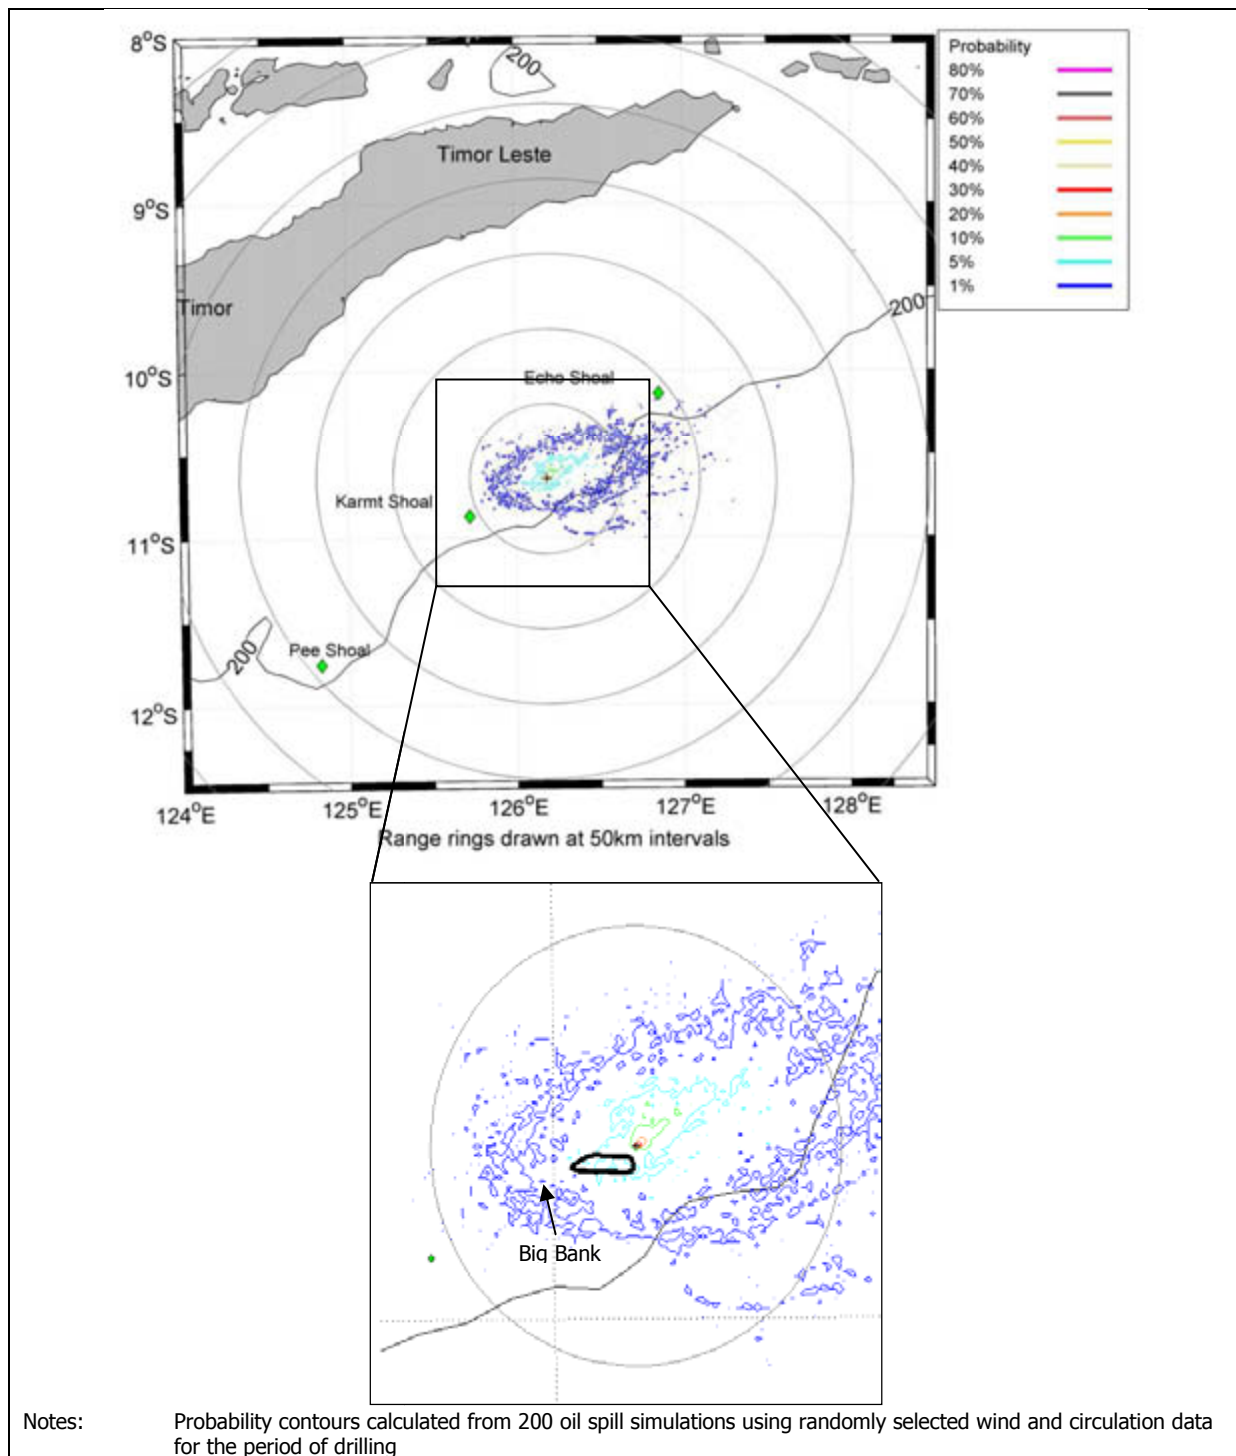 8°S
200
Probability
80%
70%
60%
50%
40%
30%
20%
10%
5%
1%
Timor Leste
9°S
Timor
200
10°S
Echo Shoal
Karmt Shoal
11°S
Pee Shoal
200
12°S
124°E
125°E
126°E
127°E
128°E
Range rings drawn at 50km intervals
Big Bank
Notes: Probability contours calculated from 200 oil spill simulations using randomly selected wind and circulation data
for the period of drilling